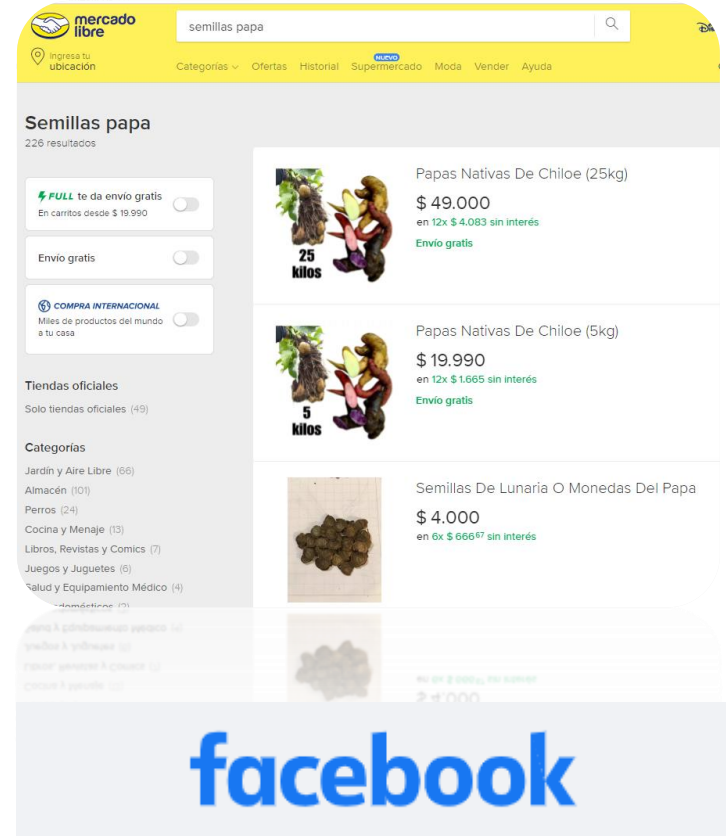 mercado
libre
semillas papa
Ingresa tu
ubicación
Categorías
Ofertas
Historial
NUEVO
Supermercado
Moda
Vender
Ayuda
Semillas papa
226 resultados
FULL te da envío gratis
En carritos desde $ 19.990
Envío gratis
COMPRA INTERNACIONAL
Miles de productos del mundo
a tu casa
Tiendas oficiales
Solo tiendas oficiales (49)
Categorías
Jardín y Aire Libre (66)
Almacén (101)
Perros (24)
Cocina y Menaje (13)
Libros, Revistas y Comics (7)
Juegos y Juguetes (6)
Salud y Equipamiento Médico (4)
25
kilos
Papas Nativas De Chiloe (25kg)
$ 49.000
en 12x $ 4.083 sin interés
Envío gratis
5
kilos
Papas Nativas De Chiloe (5kg)
$ 19.990
en 12x $ 1.665 sin interés
Envío gratis
Semillas De Lunaria O Monedas Del Papa
$ 4.000
en 6x $ 666 67 sin interés
facebook